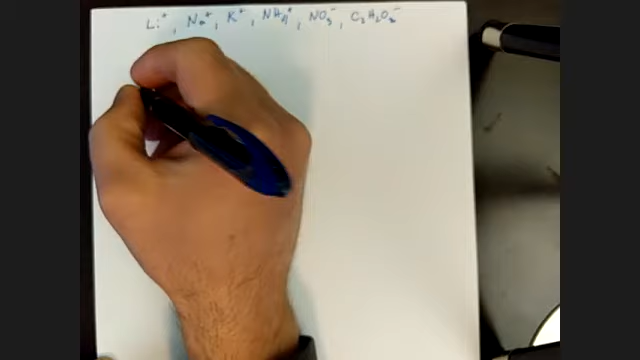 Li⁺, Na⁺, K⁺, NH₄⁺, NO₃⁻, C₂H₃O₂⁻